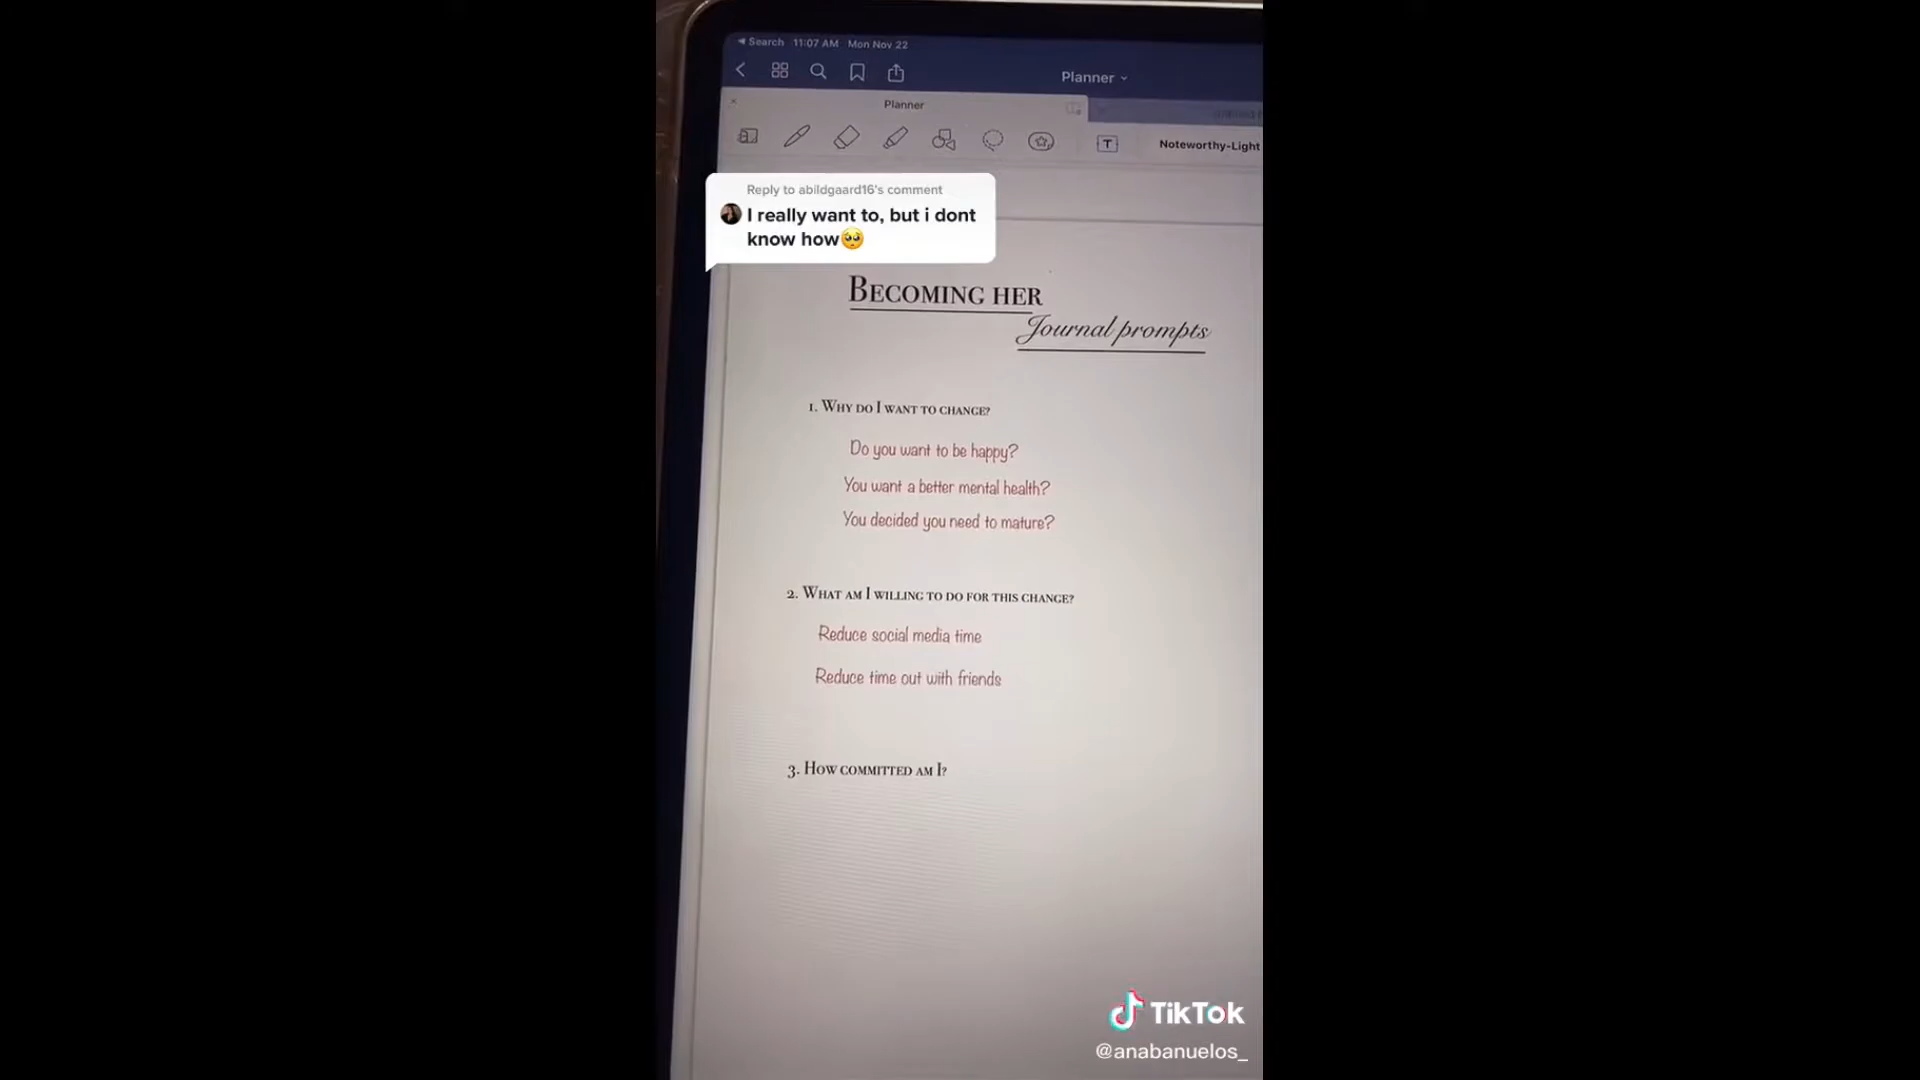 Search 11:07 AM Mon Nov 22
Planner
Planner
T
Noteworthy-Light
Reply to abildgaard16's comment
I really want to, but i dont
know how🥺
BECOMING HER
Journal prompts
1. WHY DO I WANT TO CHANGE?
Do you want to be happy?
You want a better mental health?
You decided you need to mature?
2. WHAT AM I WILLING TO DO FOR THIS CHANGE?
Reduce social media time
Reduce time out with friends
3. HOW COMMITTED AM I?
TikTok
@anabanuelos_